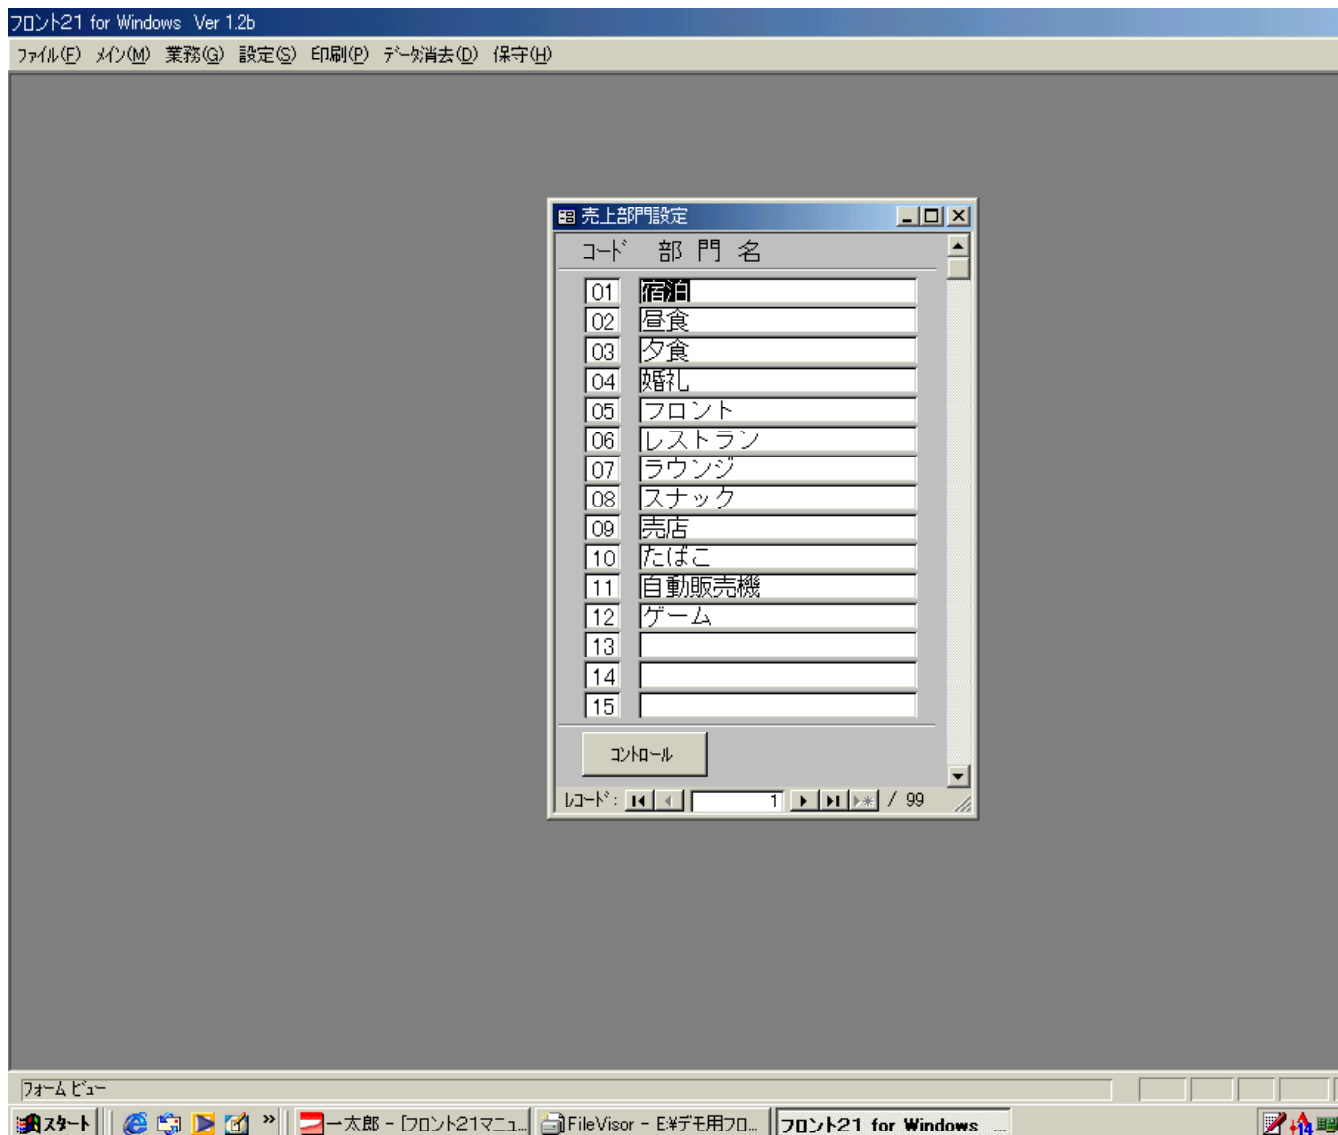 フロント21 for Windows Ver 1.2b
ファイル(F) メイン(M) 業務(G) 設定(S) 印刷(P) データ消去(D) 保守(H)
売上部門設定
コード 部門名
01 宿泊
02 昼食
03 夕食
04 婚礼
05 フロント
06 レストラン
07 ラウンジ
08 スナック
09 売店
10 たばこ
11 自動販売機
12 ゲーム
13
14
15
コントロール
レコード: 1 / 99
フォーム ビュー
スタート » 一太郎 - [フロント21マニュ... FileVisor - E:¥デモ用フロ... フロント21 for Windows ... 14